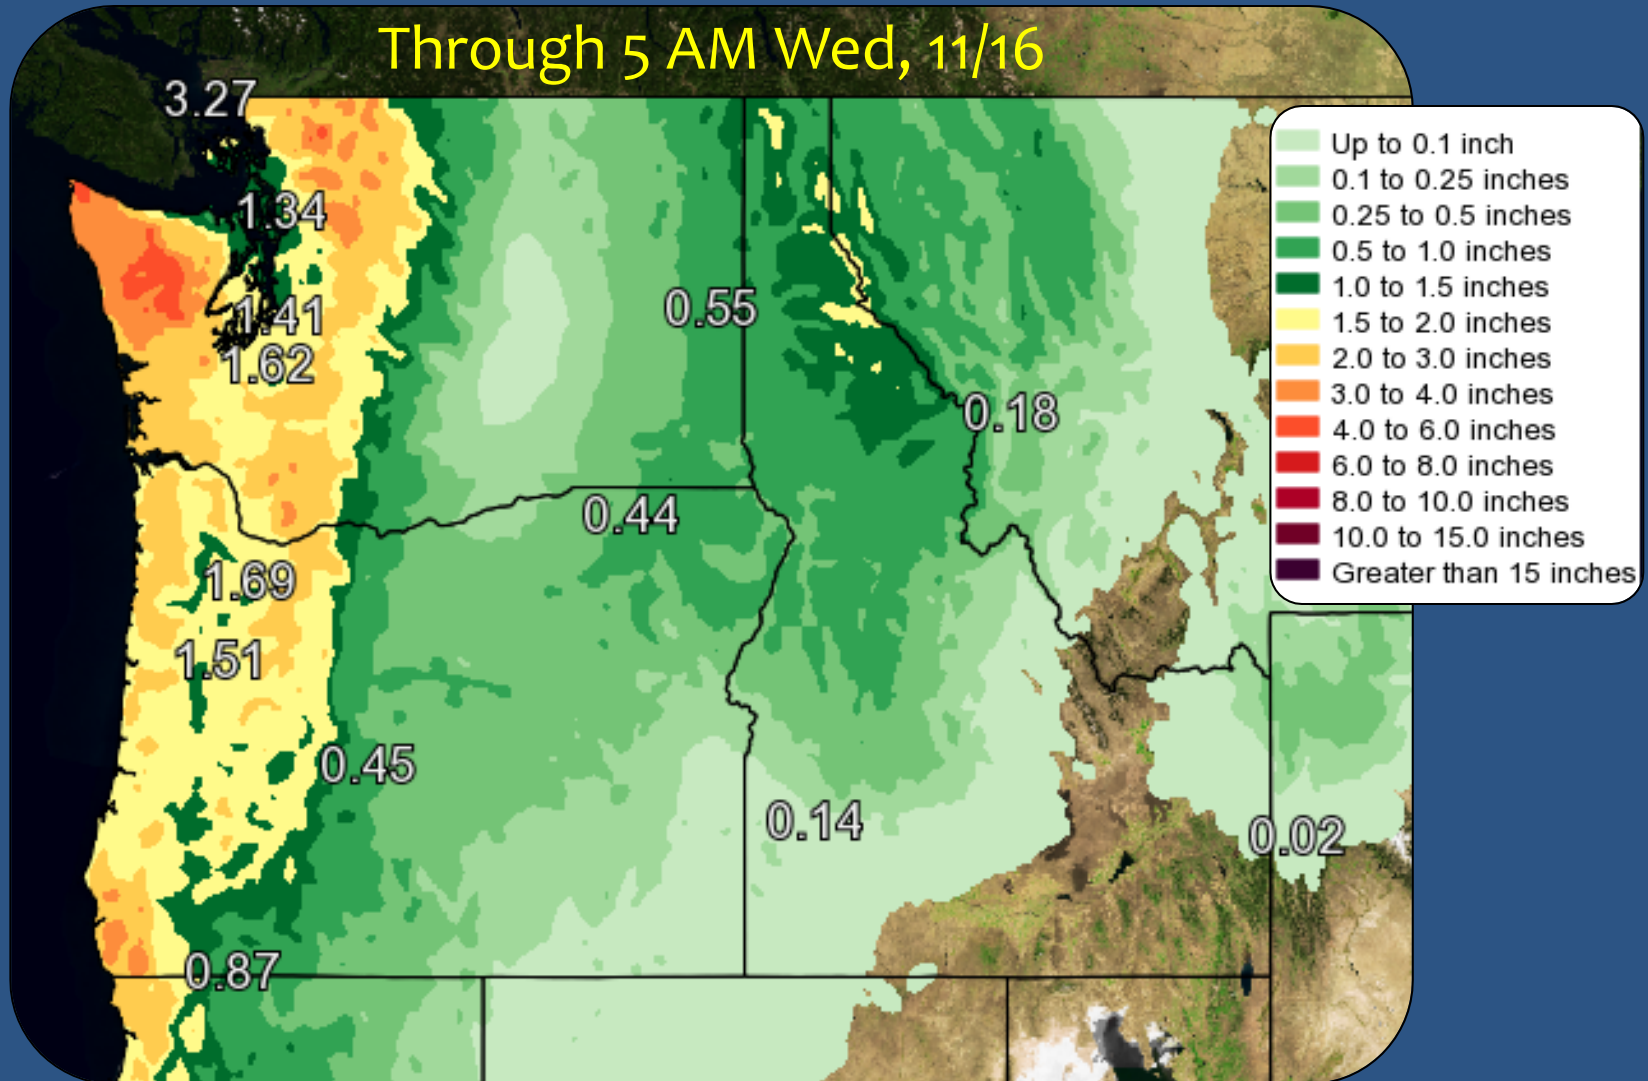 Through 5 AM Wed, 11/16
3.27
1.34
1.41
1.62
0.55
0.18
0.44
1.69
1.51
0.45
0.14
0.02
0.87
Up to 0.1 inch
0.1 to 0.25 inches
0.25 to 0.5 inches
0.5 to 1.0 inches
1.0 to 1.5 inches
1.5 to 2.0 inches
2.0 to 3.0 inches
3.0 to 4.0 inches
4.0 to 6.0 inches
6.0 to 8.0 inches
8.0 to 10.0 inches
10.0 to 15.0 inches
Greater than 15 inches